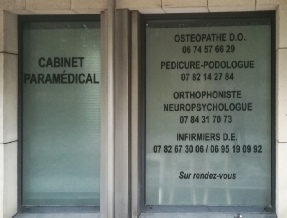 CABINET
PARAMÉDICAL
OSTEOPATHE D.O.
06 74 57 66 29
PEDICURE-PODOLOGUE
07 82 14 27 84
ORTHOPHONISTE
NEUROPSYCHOLOGUE
07 84 31 70 73
INFIRMIERS D.E.
07 82 67 30 06 / 06 95 19 09 92
Sur rendez-vous